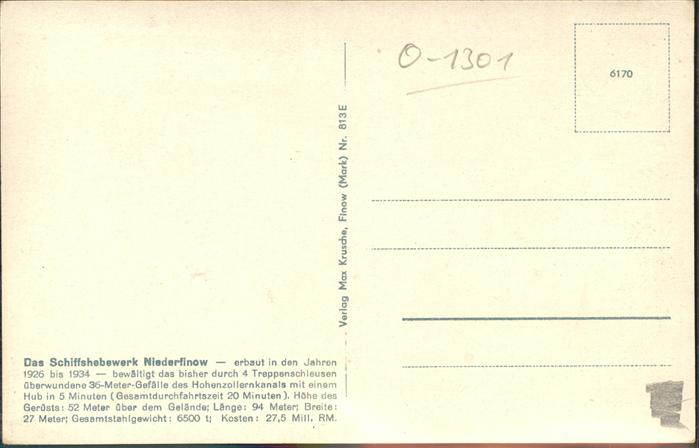 O-1301
6170
Verlag Max Krusche, Finow (Mark) Nr. 813E
Das Schiffshebewerk Niederfinow — erbaut in den Jahren
1926 bis 1934 — bewältigt das bisher durch 4 Treppenschleusen
überwundene 36-Meter-Gefälle des Hohenzollernkanals mit einem
Hub in 5 Minuten (Gesamtdurchfahrtszeit 20 Minuten). Höhe des
Gerüsts: 52 Meter über dem Gelände; Länge: 94 Meter; Breite:
27 Meter; Gesamtstahlgewicht: 6500 t; Kosten: 27,5 Mill. RM.